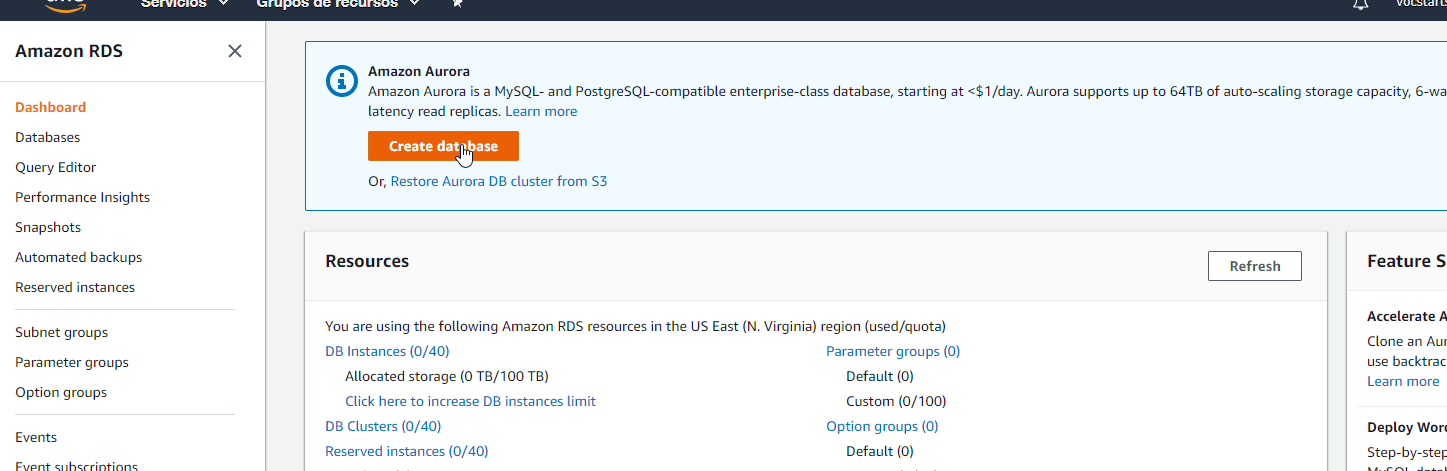 Servicios
Grupos de recursos
Amazon RDS
Dashboard
Databases
Query Editor
Performance Insights
Snapshots
Automated backups
Reserved instances
Subnet groups
Parameter groups
Option groups
Events
Event subscriptions
Amazon Aurora
Amazon Aurora is a MySQL- and PostgreSQL-compatible enterprise-class database, starting at <$1/day. Aurora supports up to 64TB of auto-scaling storage capacity, 6-wa
latency read replicas. Learn more
Create database
Or, Restore Aurora DB cluster from S3
Resources
Refresh
You are using the following Amazon RDS resources in the US East (N. Virginia) region (used/quota)
DB Instances (0/40)
Allocated storage (0 TB/100 TB)
Click here to increase DB instances limit
DB Clusters (0/40)
Reserved instances (0/40)
Parameter groups (0)
Default (0)
Custom (0/100)
Option groups (0)
Default (0)
Feature S
Accelerate A
Clone an Aur
use backtrac
Learn more
Deploy Word
Step-by-step